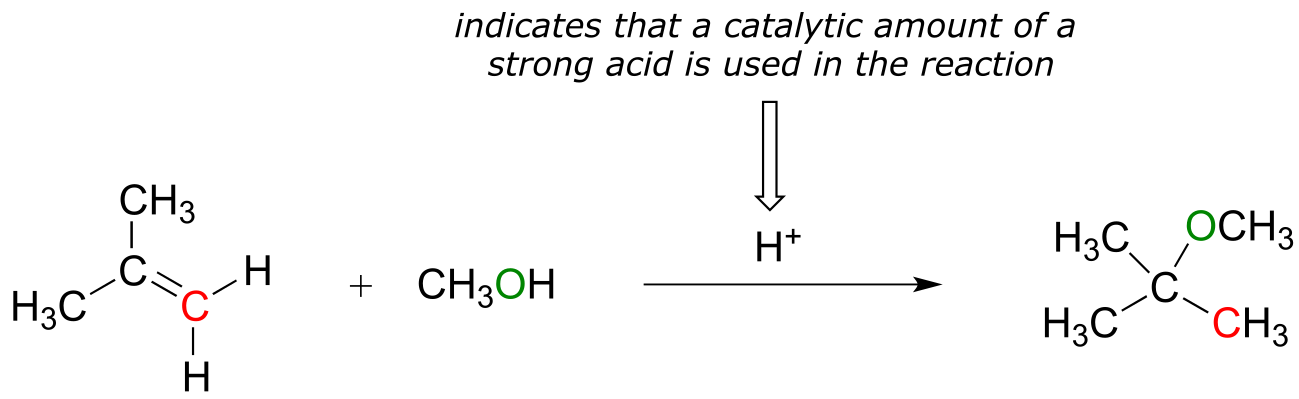 indicates that a catalytic amount of a
strong acid is used in the reaction
H⁺
CH₃
H₃C
C
C
H
H
+
CH₃OH
H₃C
OCH₃
C
H₃C
CH₃